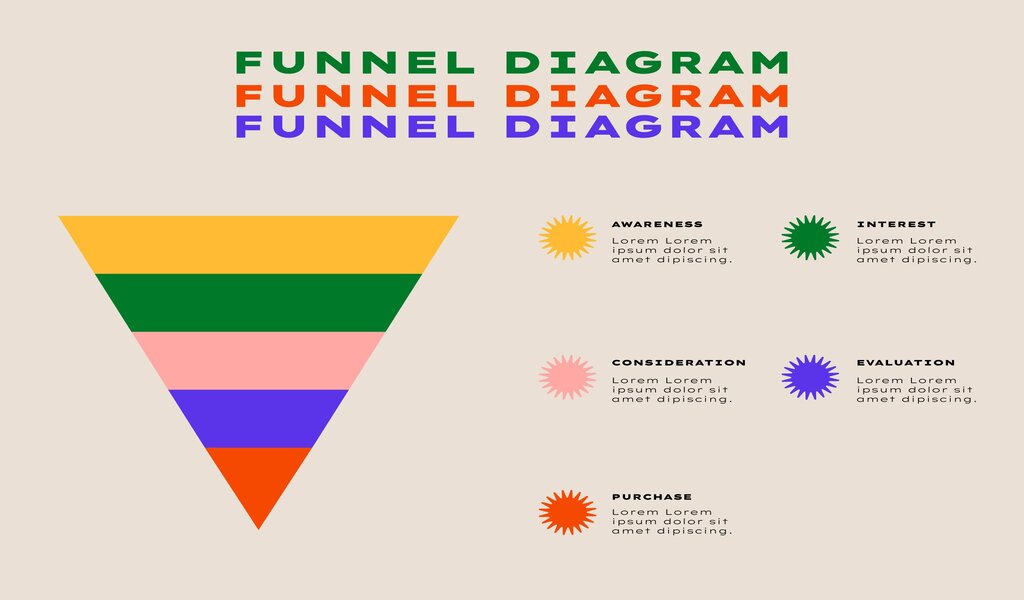 FUNNEL DIAGRAM
FUNNEL DIAGRAM
FUNNEL DIAGRAM
AWARENESS
Lorem Lorem
ipsum dolor sit
amet dipiscing.
INTEREST
Lorem Lorem
ipsum dolor sit
amet dipiscing.
CONSIDERATION
Lorem Lorem
ipsum dolor sit
amet dipiscing.
EVALUATION
Lorem Lorem
ipsum dolor sit
amet dipiscing.
PURCHASE
Lorem Lorem
ipsum dolor sit
amet dipiscing.